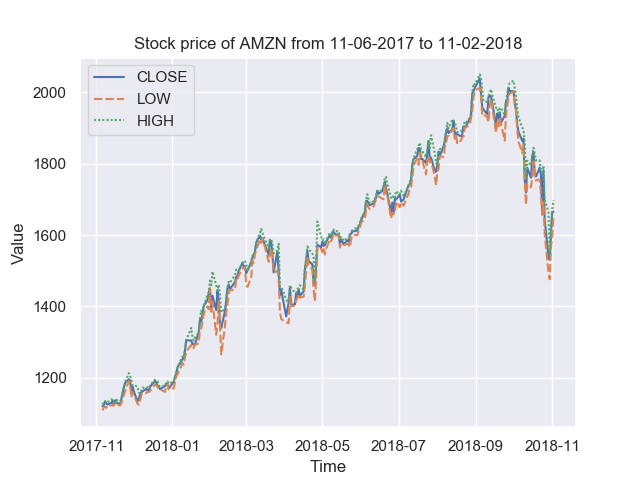 Stock price of AMZN from 11-06-2017 to 11-02-2018
CLOSE
LOW
HIGH
Value
2000
1800
1600
1400
1200
2017-11 2018-01 2018-03 2018-05 2018-07 2018-09 2018-11
Time